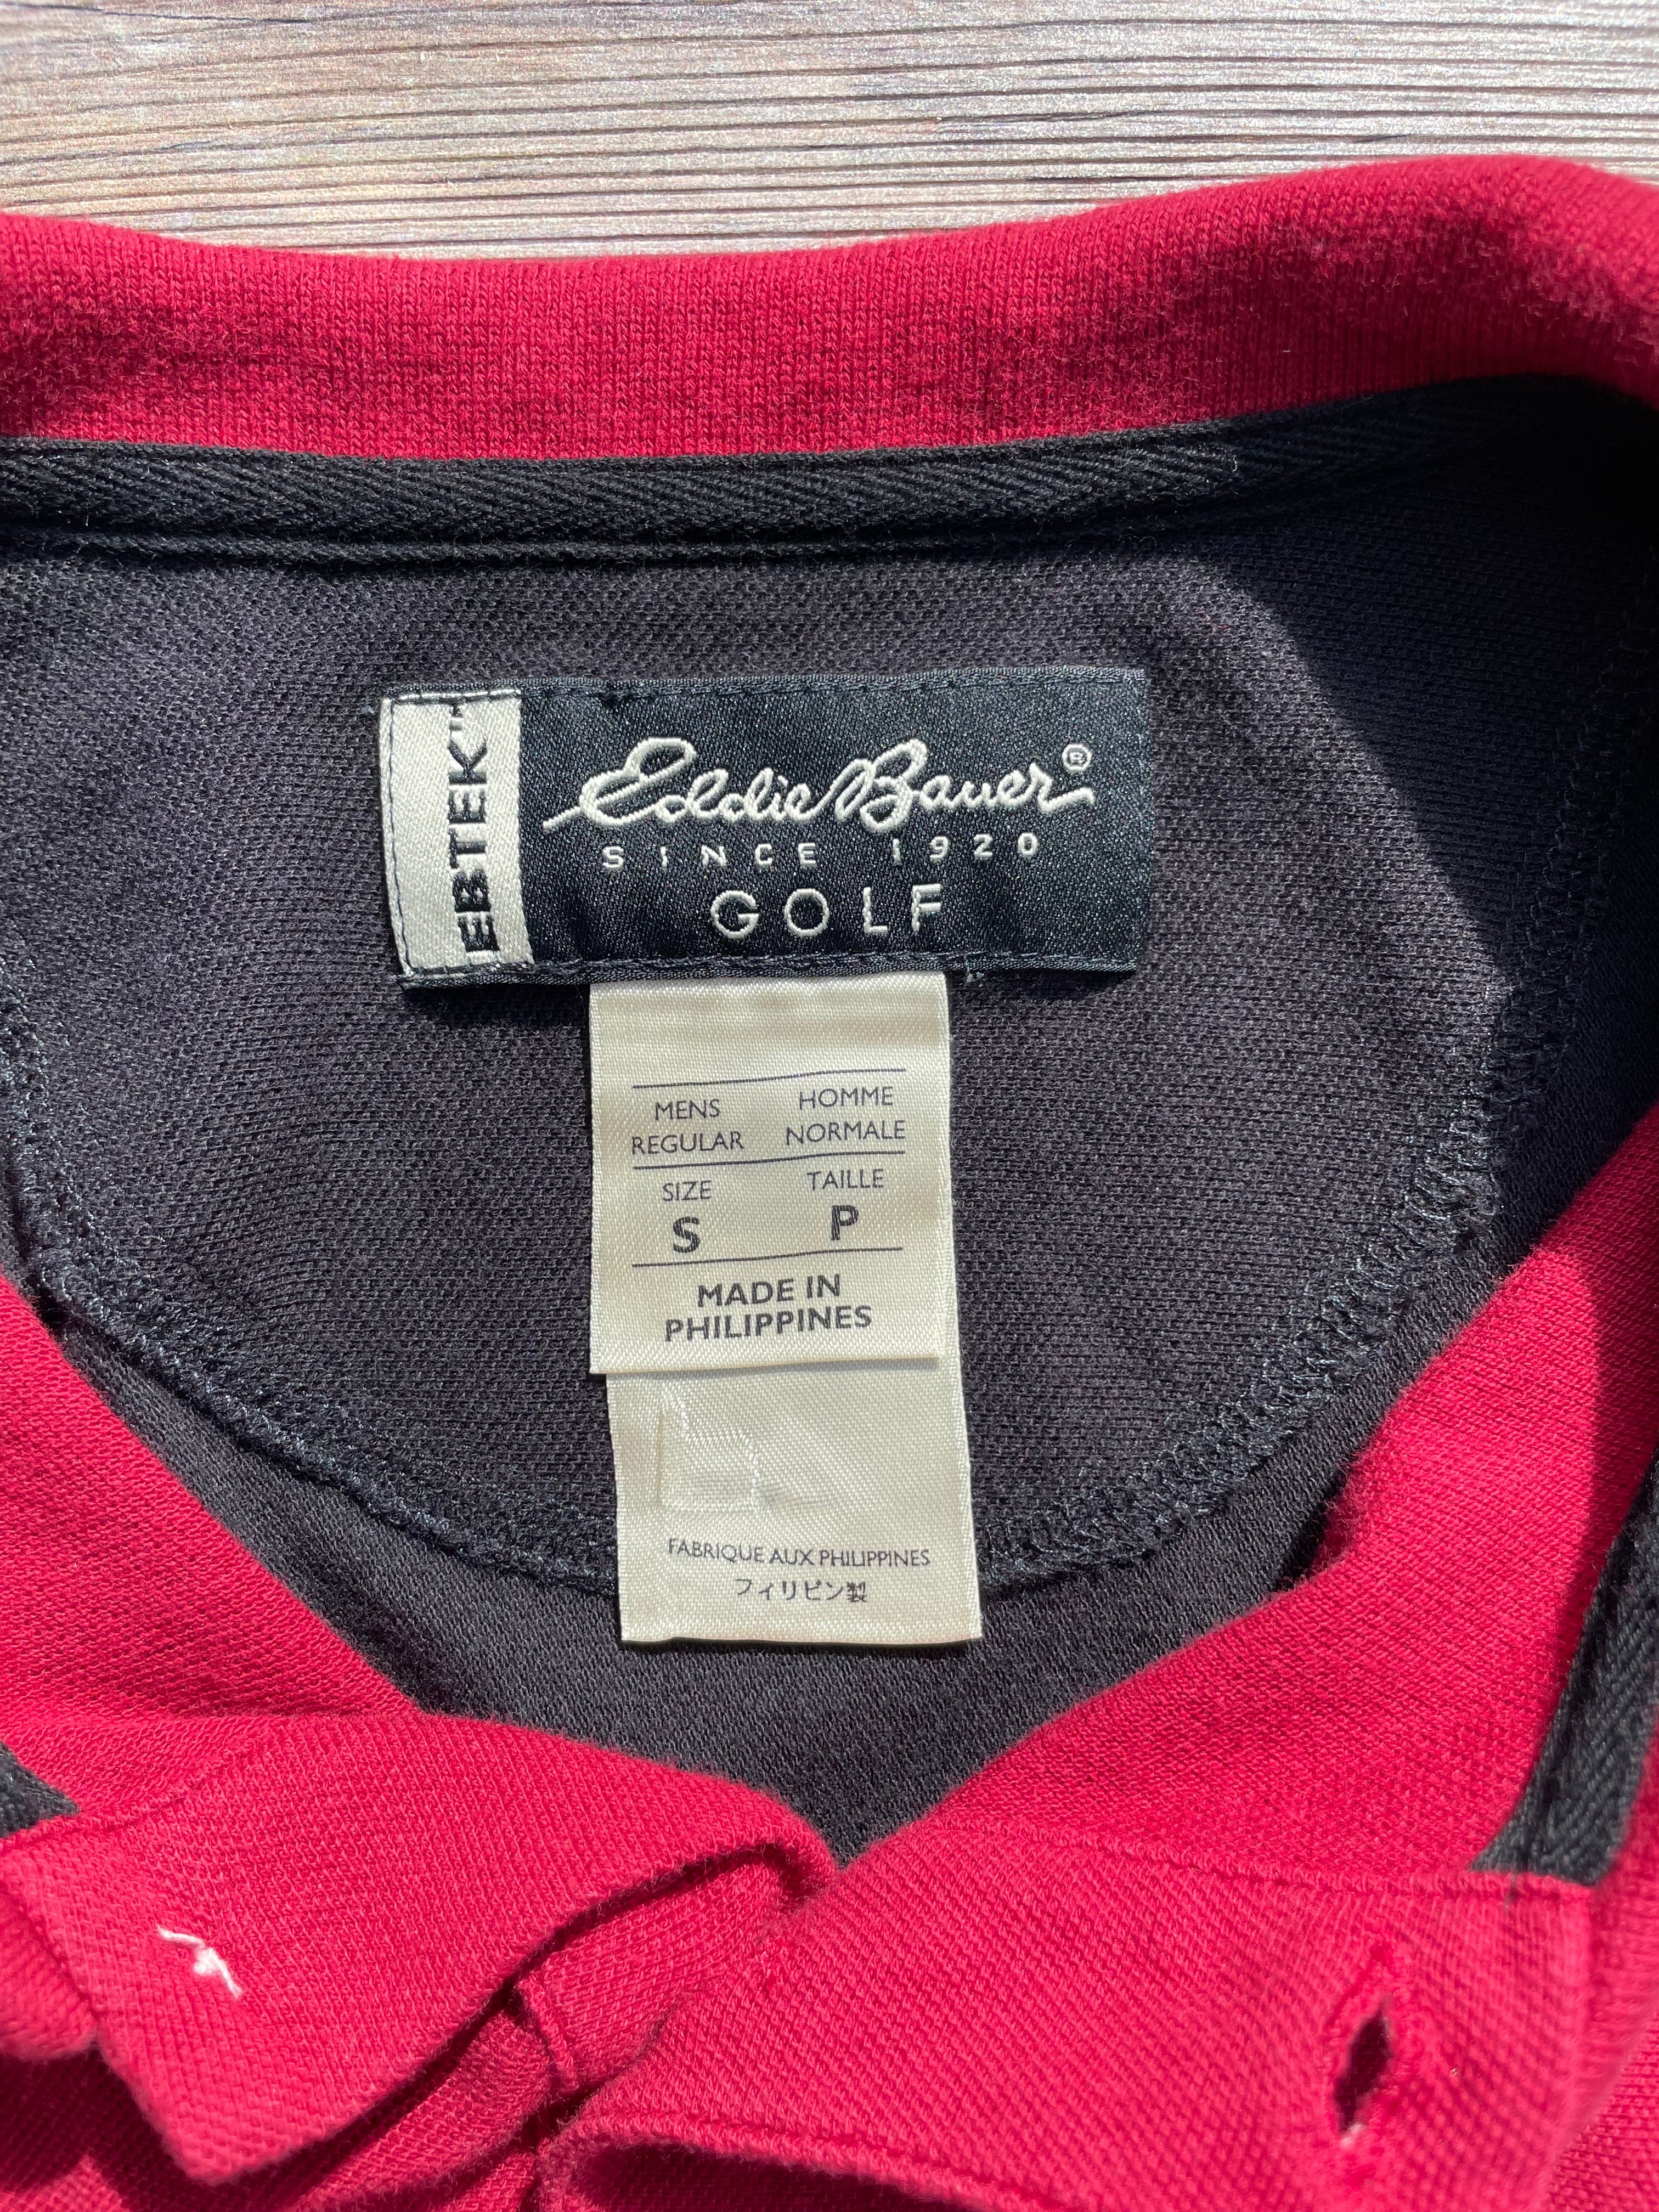 EBTEK™
Eddie Bauer®
SINCE 1920
GOLF
MENS HOMME
REGULAR NORMALE
SIZE TAILLE
S P
MADE IN
PHILIPPINES
FABRIQUE AUX PHILIPPINES
フィリピン製